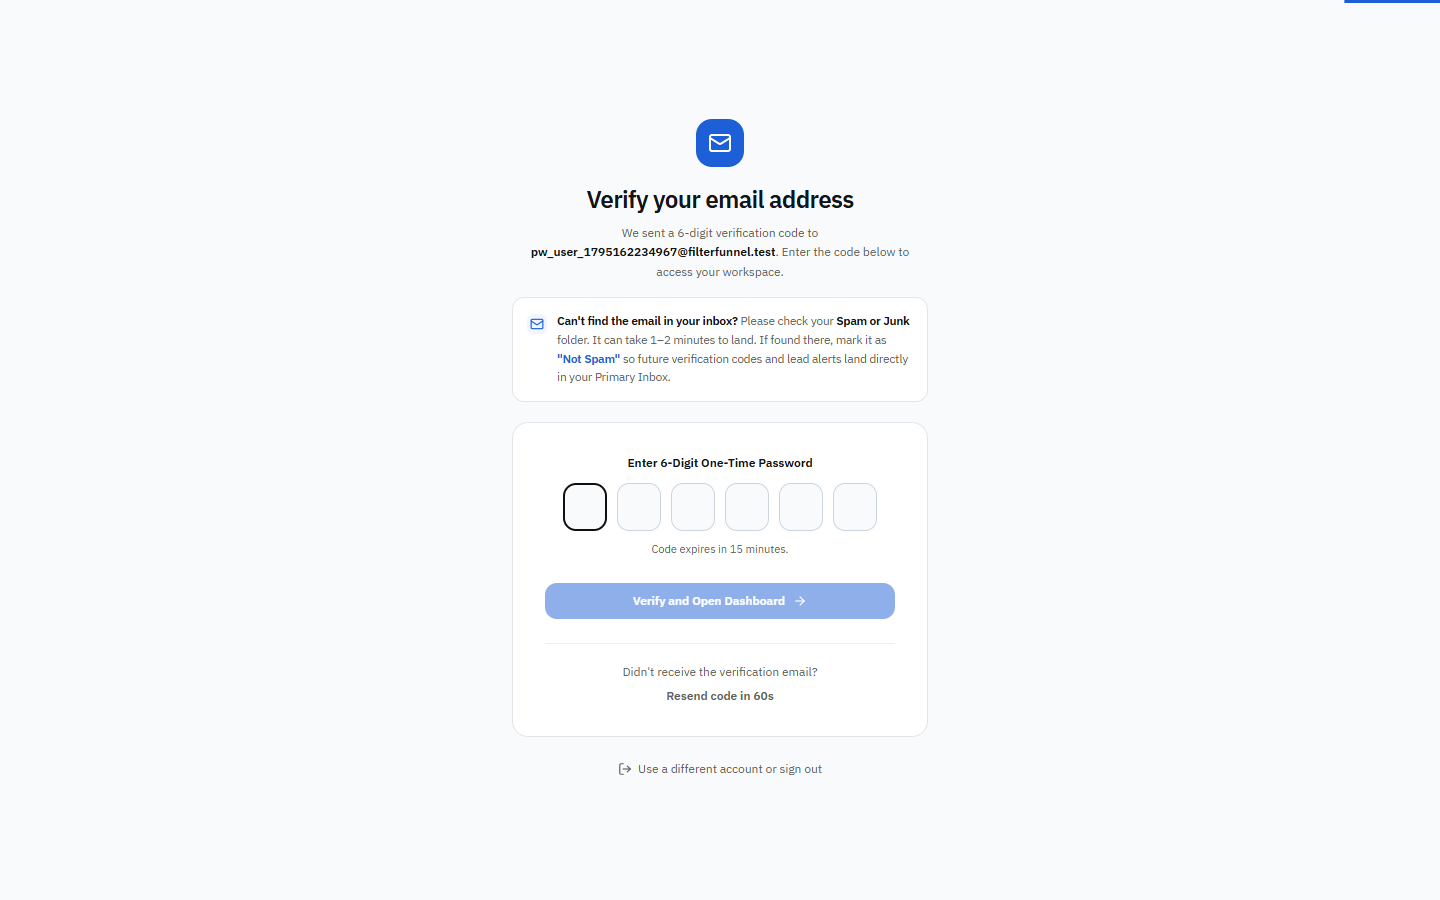 Verify your email address
We sent a 6-digit verification code to
pw_user_1795162234967@filterfunnel.test. Enter the code below to
access your workspace.
Can't find the email in your inbox? Please check your Spam or Junk
folder. It can take 1–2 minutes to land. If found there, mark it as
"Not Spam" so future verification codes and lead alerts land directly
in your Primary Inbox.
Enter 6-Digit One-Time Password
Code expires in 15 minutes.
Verify and Open Dashboard
Didn't receive the verification email?
Resend code in 60s
Use a different account or sign out